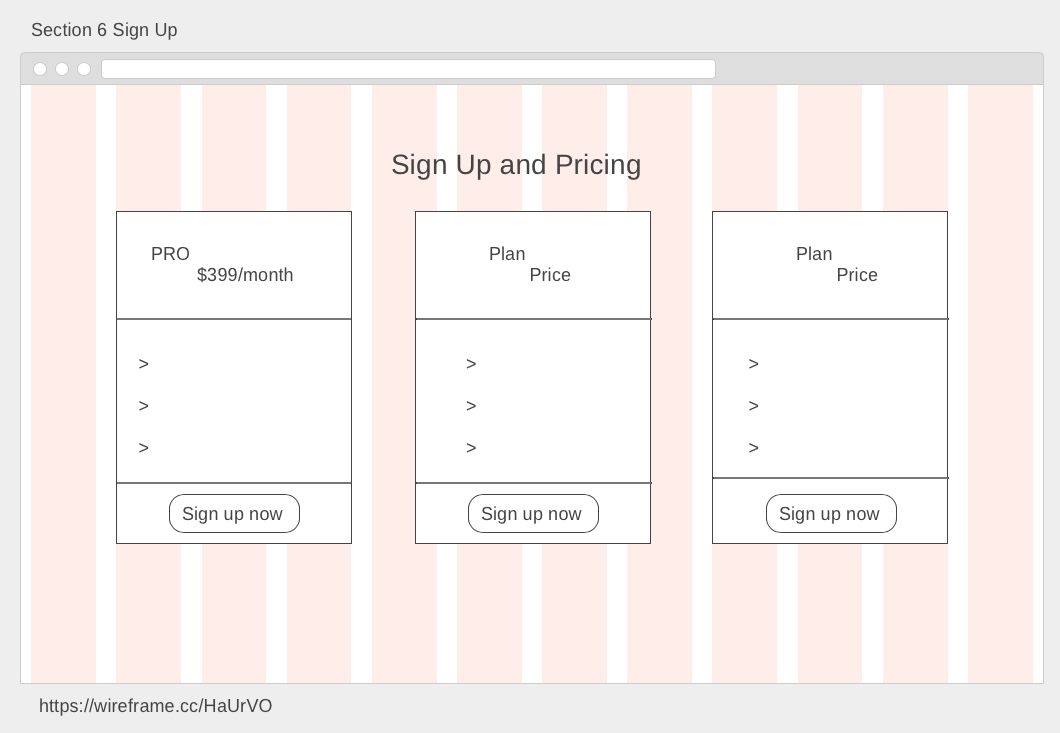 Section 6 Sign Up
Sign Up and Pricing
PRO
$399/month
>
>
>
Sign up now
Plan
Price
>
>
>
Sign up now
Plan
Price
>
>
>
Sign up now
https://wireframe.cc/HaUrVO